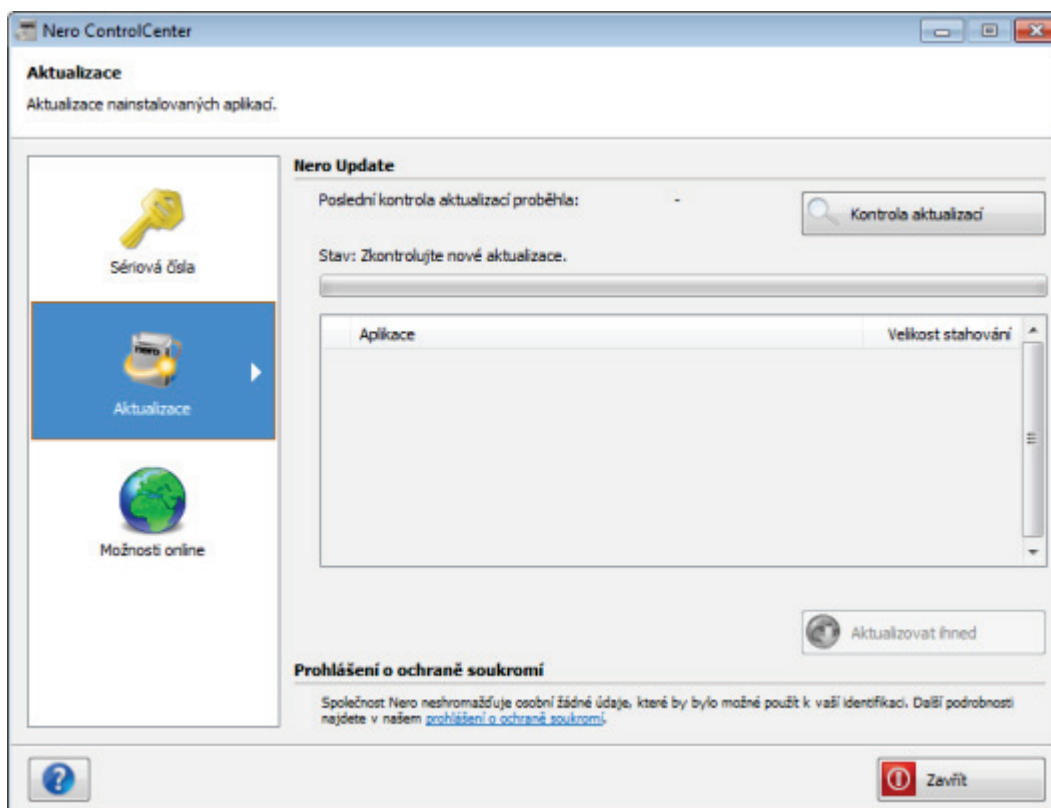 Nero ControlCenter
Aktualizace
Aktualizace nainstalovaných aplikací.
Sériová čísla
nero
Aktualizace
Možnosti online
Nero Update
Poslední kontrola aktualizací proběhla: -
Kontrola aktualizací
Stav: Zkontrolujte nové aktualizace.
Aplikace Velikost stahování
Aktualizovat ihned
Prohlášení o ochraně soukromí
Společnost Nero neshromažďuje osobní žádné údaje, které by bylo možné použít k vaší identifikaci. Další podrobnosti
najdete v našem prohlášení o ochraně soukromí.
?
Zavřít